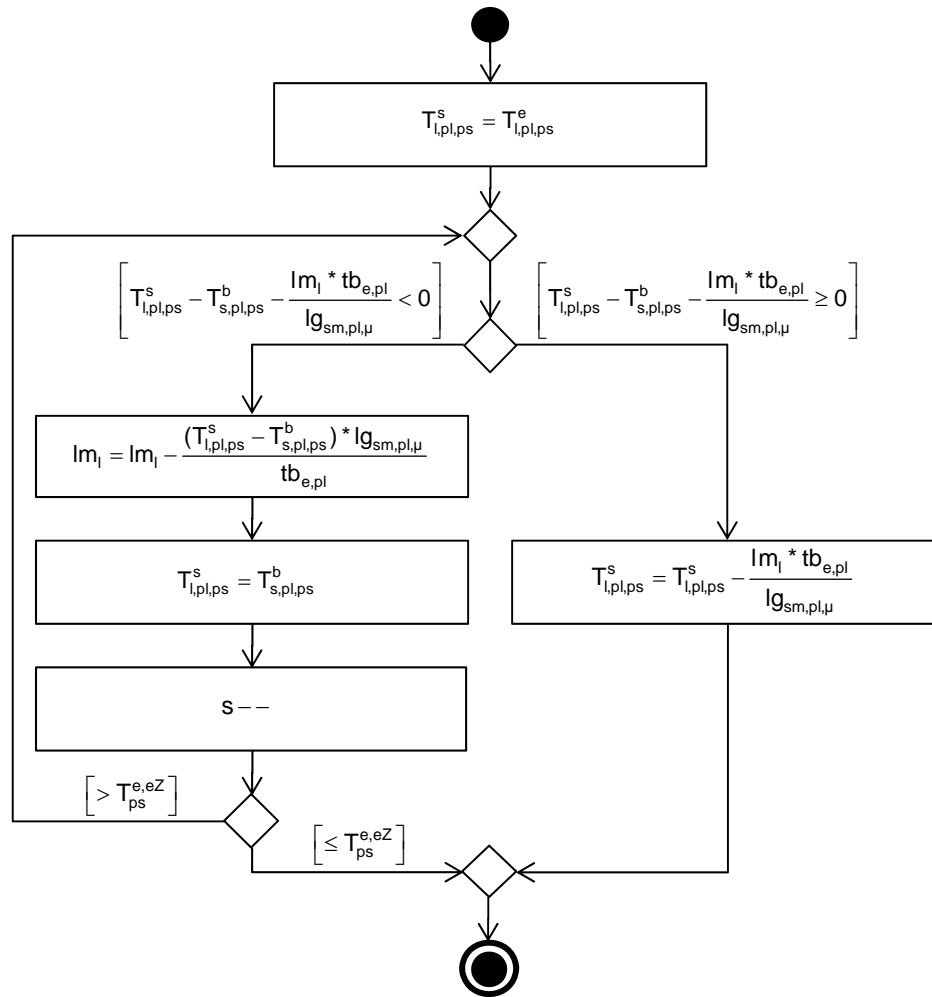 T^s_{l,pl,ps} = T^e_{l,pl,ps}
[T^s_{l,pl,ps} − T^b_{s,pl,ps} − (lm_l * tb_{e,pl}) / lg_{sm,pl,μ} < 0]
[T^s_{l,pl,ps} − T^b_{s,pl,ps} − (lm_l * tb_{e,pl}) / lg_{sm,pl,μ} ≥ 0]
lm_l = lm_l − ((T^s_{l,pl,ps} − T^b_{s,pl,ps}) * lg_{sm,pl,μ}) / tb_{e,pl}
T^s_{l,pl,ps} = T^b_{s,pl,ps}
T^s_{l,pl,ps} = T^s_{l,pl,ps} − (lm_l * tb_{e,pl}) / lg_{sm,pl,μ}
s − −
[> T^{e,eZ}_{ps}]
[≤ T^{e,eZ}_{ps}]